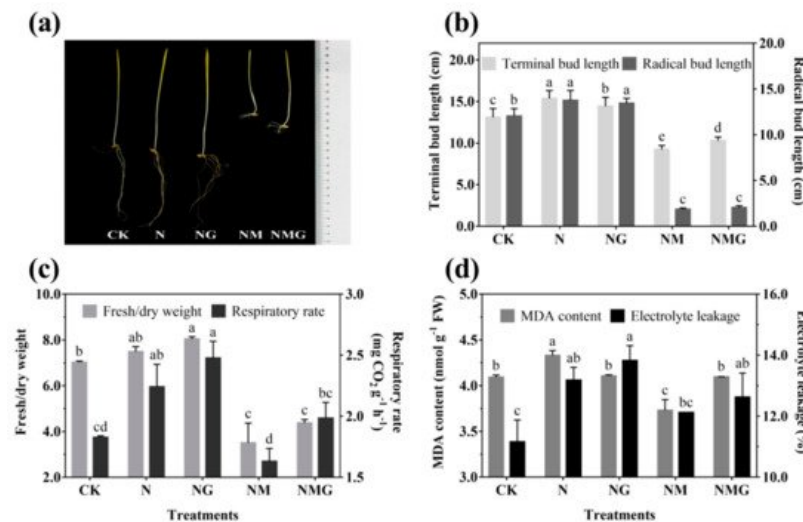 (a)
CK N NG NM NMG
(b)
Terminal bud length (cm)
20.0
15.0
10.0
5.0
0.0
Terminal bud length Radical bud length
c b a a b a e c d c
CK N NG NM NMG
20.0
15.0
10.0
5.0
0.0
Radical bud length (cm)
(c)
Fresh/dry weight
10.0
8.0
6.0
4.0
2.0
Fresh/dry weight Respiratory rate
b cd ab ab a a c d c bc
CK N NG NM NMG
Treatments
3.0
2.5
2.0
1.5
Respiratory rate
(mg CO₂ g⁻¹ h⁻¹)
(d)
MDA content (nmol g⁻¹ FW)
5.0
4.5
4.0
3.5
3.0
MDA content Electrolyte leakage
b c a ab b a c bc b ab
CK N NG NM NMG
Treatments
16.0
14.0
12.0
10.0
Electrolyte leakage (%)